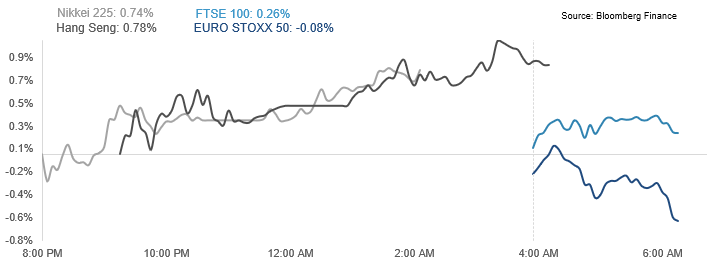 Nikkei 225: 0.74%
FTSE 100: 0.26%
Source: Bloomberg Finance
Hang Seng: 0.78%
EURO STOXX 50: -0.08%
0.9%
0.7%
0.5%
0.3%
0.1%
-0.2%
-0.4%
-0.6%
-0.8%
8:00 PM
10:00 PM
12:00 AM
2:00 AM
4:00 AM
6:00 AM